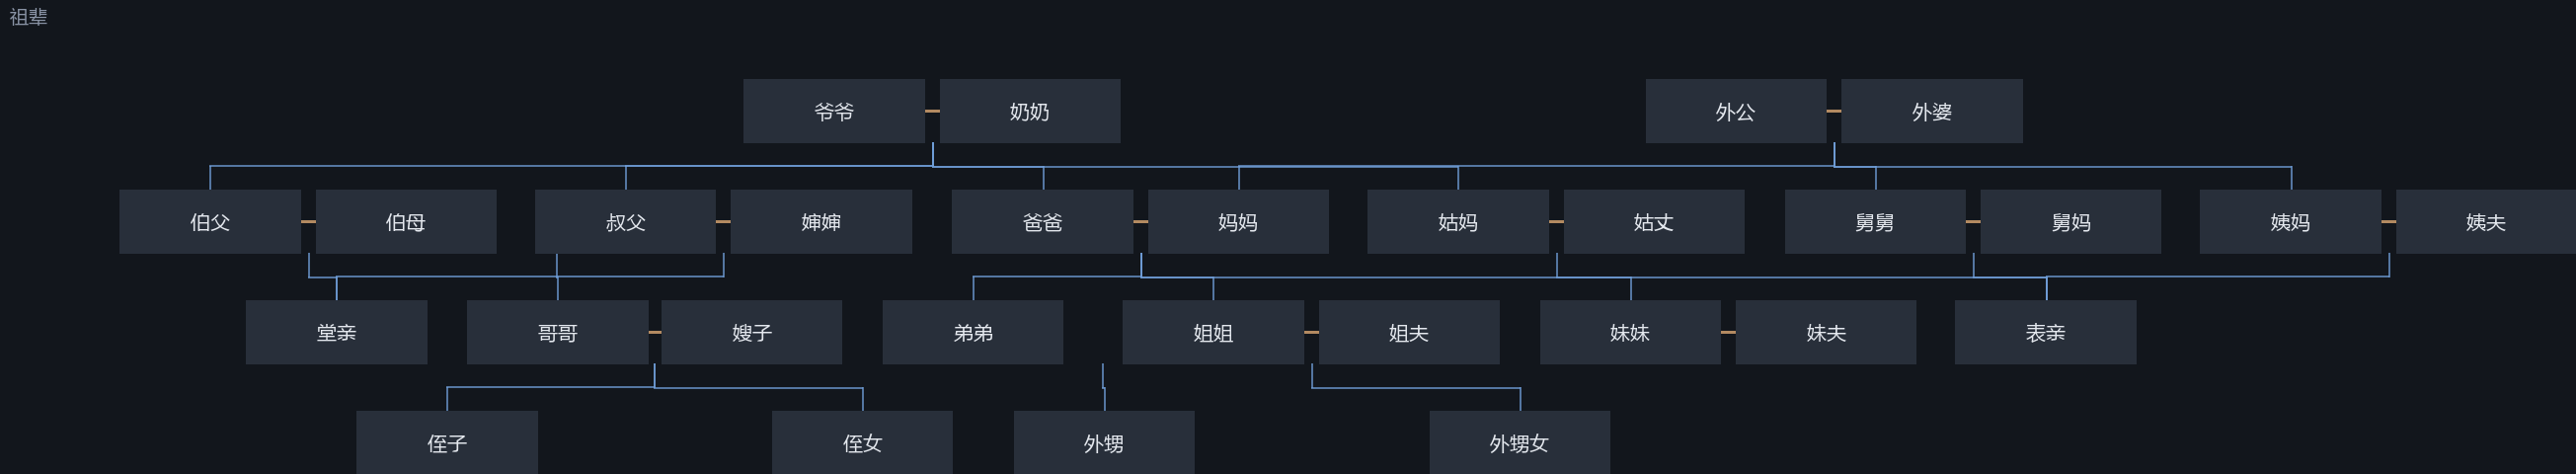 祖辈
爷爷
奶奶
外公
外婆
伯父
伯母
叔父
婶婶
爸爸
妈妈
姑妈
姑丈
舅舅
舅妈
姨妈
姨夫
堂亲
哥哥
嫂子
弟弟
姐姐
姐夫
妹妹
妹夫
表亲
侄子
侄女
外甥
外甥女